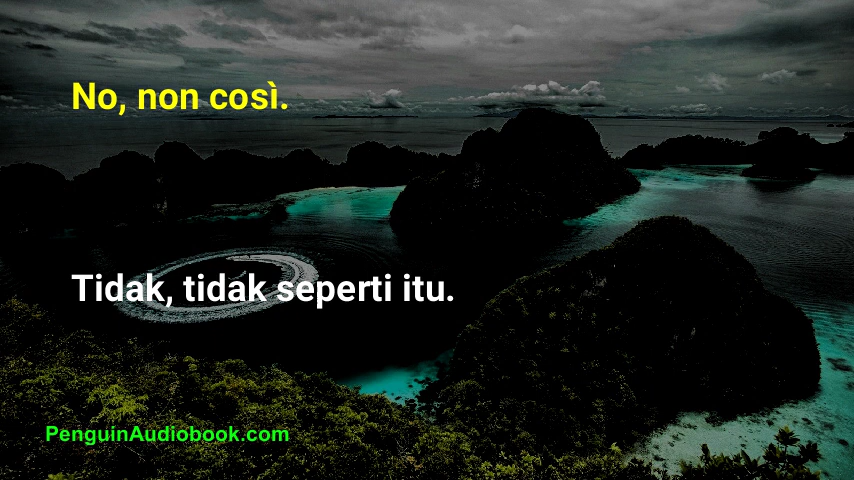 No, non così.
Tidak, tidak seperti itu.
PenguinAudiobook.com